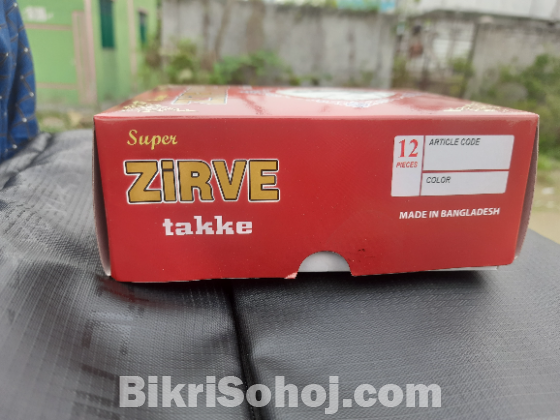 Super
ZiRVE
takke
12
PIECES
ARTICLE CODE
COLOR
MADE IN BANGLADESH
BikriSohoj.com